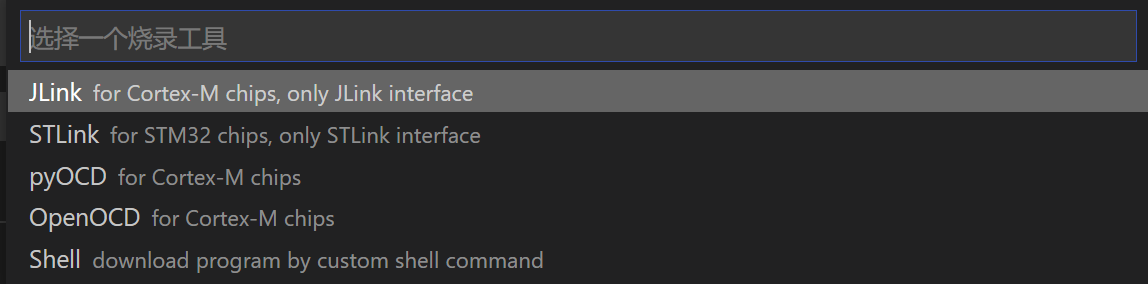 选择一个烧录工具
JLink for Cortex-M chips, only JLink interface
STLink for STM32 chips, only STLink interface
pyOCD for Cortex-M chips
OpenOCD for Cortex-M chips
Shell download program by custom shell command